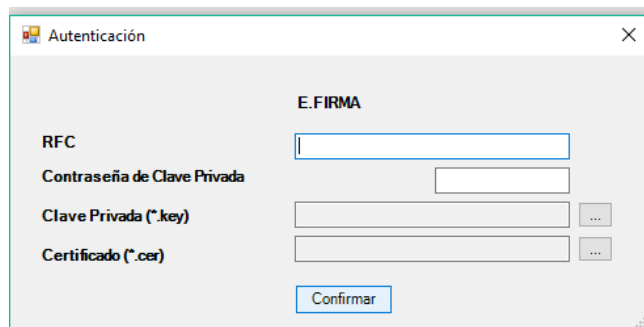 Autenticación
E.FIRMA
RFC
Contraseña de Clave Privada
Clave Privada (*.key)
...
Certificado (*.cer)
...
Confirmar